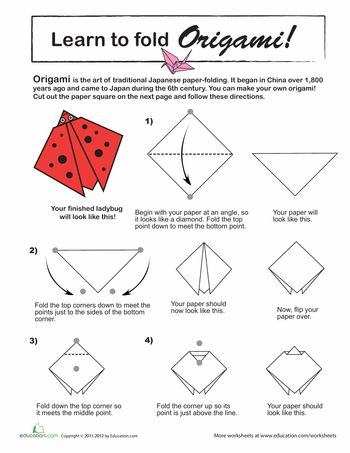 Learn to fold Origami!
Origami is the art of traditional Japanese paper-folding. It began in China over 1,800
years ago and came to Japan during the 6th century. You can make your own origami!
Cut out the paper square on the next page and follow these directions.
1)
Your finished ladybug
will look like this!
Begin with your paper at an angle, so
it looks like a diamond. Fold the top
point down to meet the bottom point.
Your paper will
look like this.
2)
Fold the top corners down to meet the
points just to the sides of the bottom
corner.
Your paper should
now look like this.
Now, flip your
paper over.
3)
Fold down the top corner so
it meets the middle point.
4)
Fold the corner up so its
point is just above the line.
Your paper should
look like this.
education.com
Copyright © 2011-2012 by Education.com
More worksheets at www.education.com/worksheets